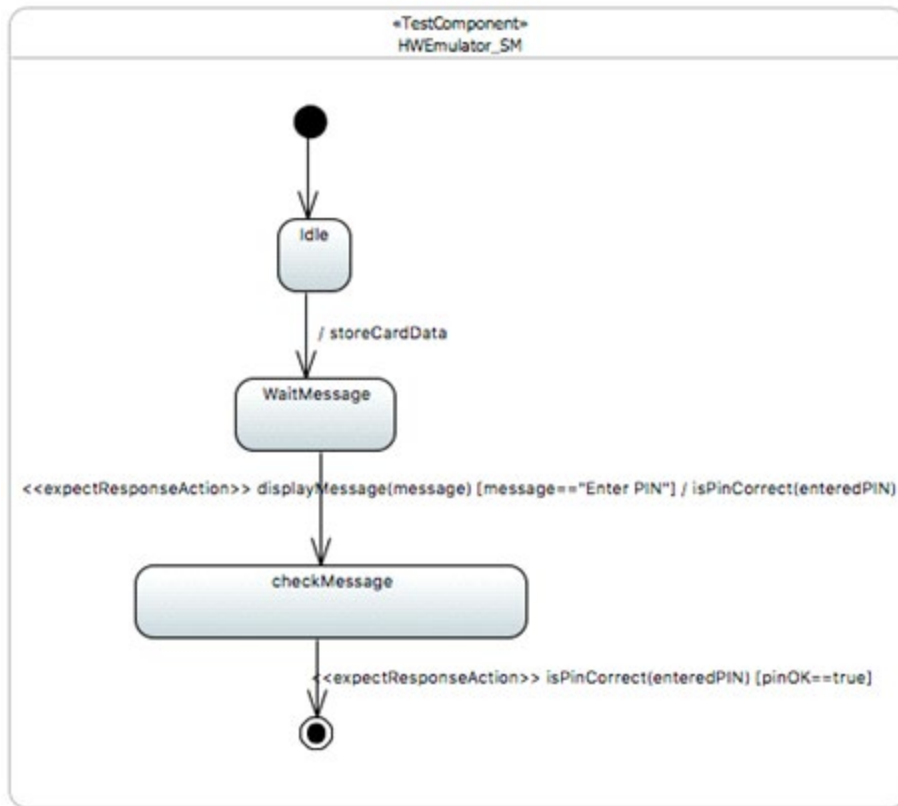 «TestComponent»
HWEmulator_SM
Idle
/ storeCardData
WaitMessage
<<expectResponseAction>> displayMessage(message) [message=="Enter PIN"] / isPinCorrect(enteredPIN)
checkMessage
<<expectResponseAction>> isPinCorrect(enteredPIN) [pinOK==true]